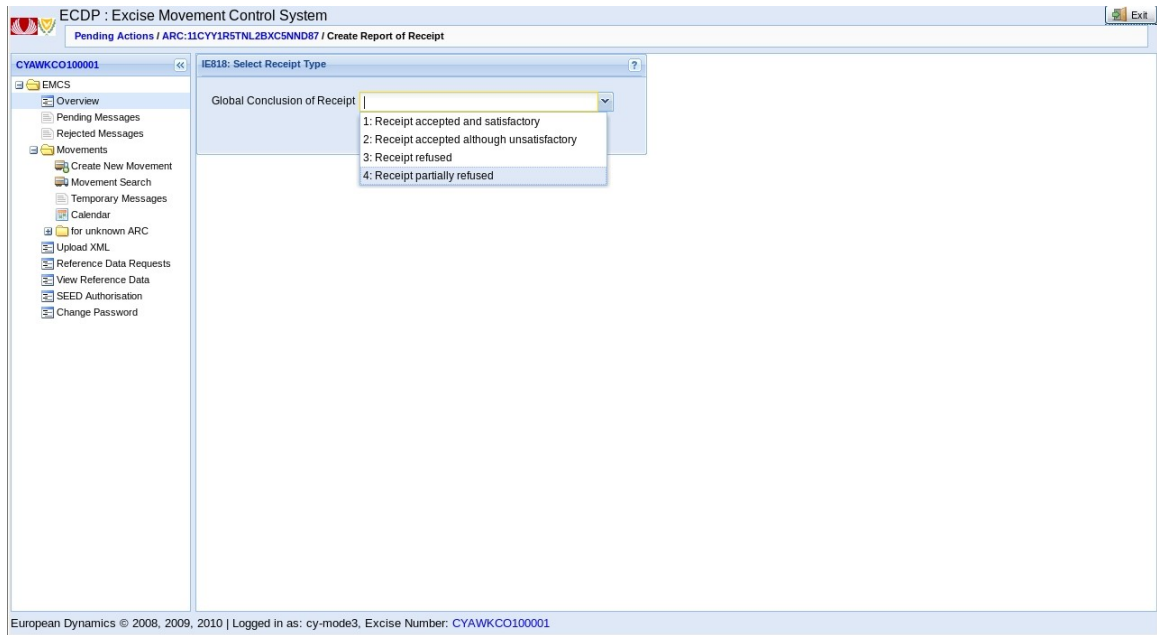 ECDP : Excise Movement Control System
Exit
Pending Actions / ARC:11CYY1R5TNL2BXC5NND87 / Create Report of Receipt
CYAWKCO100001
EMCS
Overview
Pending Messages
Rejected Messages
Movements
Create New Movement
Movement Search
Temporary Messages
Calendar
for unknown ARC
Upload XML
Reference Data Requests
View Reference Data
SEED Authorisation
Change Password
IE818: Select Receipt Type
?
Global Conclusion of Receipt
1: Receipt accepted and satisfactory
2: Receipt accepted although unsatisfactory
3: Receipt refused
4: Receipt partially refused
European Dynamics © 2008, 2009, 2010 | Logged in as: cy-mode3, Excise Number: CYAWKCO100001